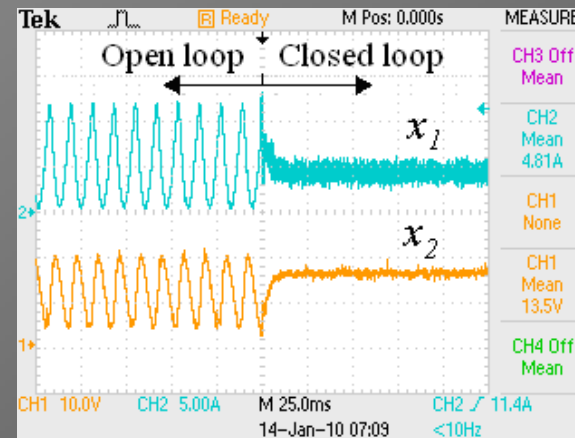 Tek R Ready M Pos: 0.000s MEASURE
Open loop Closed loop
CH3 Off
Mean
x1
CH2
Mean
4.81A
2
CH1
None
x2
CH1
Mean
13.5V
1
CH4 Off
Mean
CH1 10.0V CH2 5.00A M 25.0ms CH2 / 11.4A
14-Jan-10 07:09 <10Hz